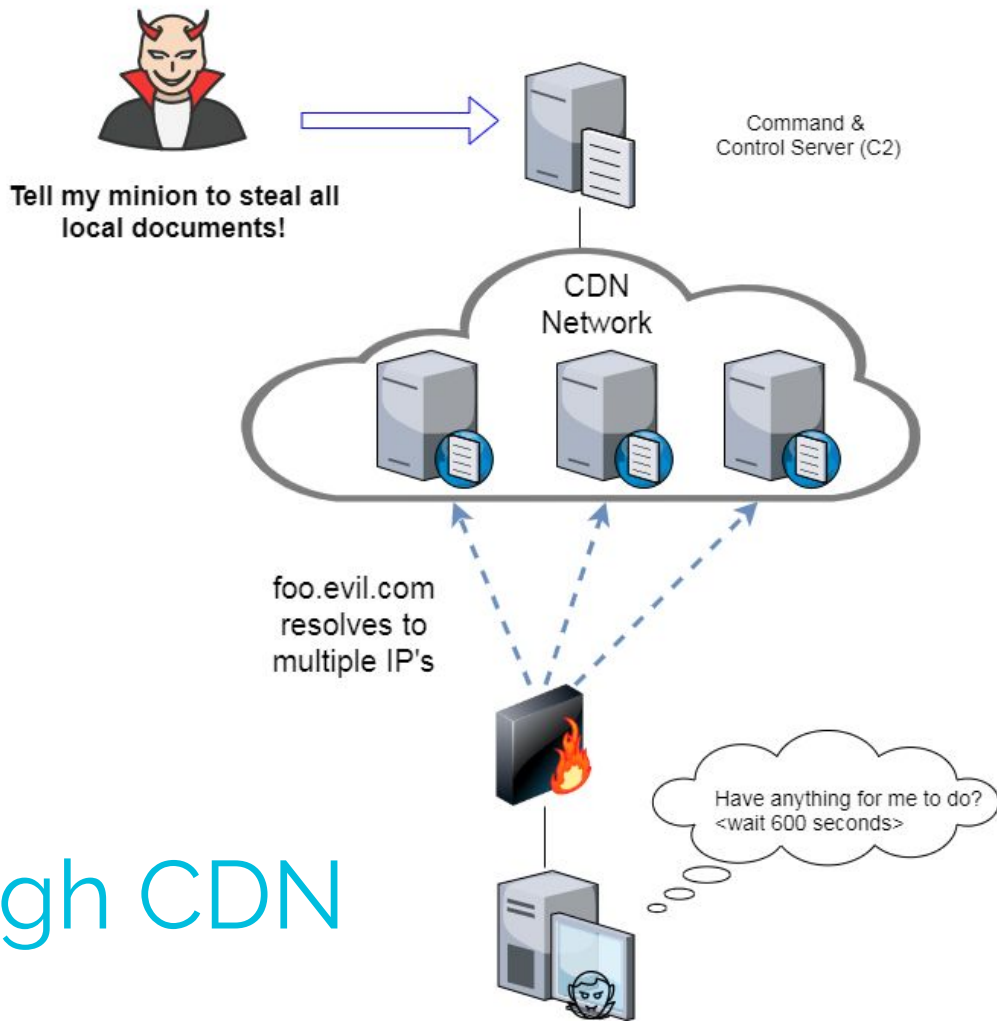 Command &
Control Server (C2)
Tell my minion to steal all
local documents!
CDN
Network
foo.evil.com
resolves to
multiple IP's
Have anything for me to do?
<wait 600 seconds>
gh CDN